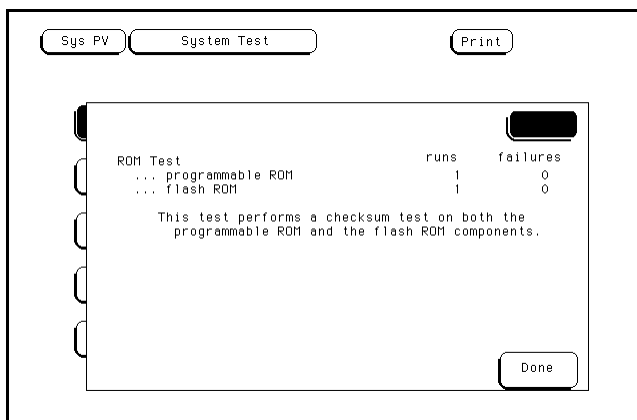 Sys PV System Test Print
runs failures
ROM Test
... programmable ROM 1 0
... flash ROM 1 0
This test performs a checksum test on both the
programmable ROM and the flash ROM components.
Done